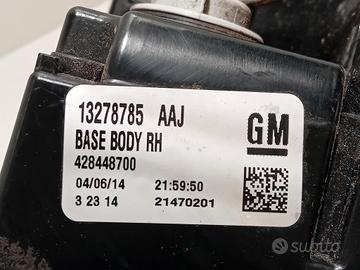 13278785 AAJ
BASE BODY RH
GM
428448700
04/06/14 21:59:50
3 23 14 21470201
subito